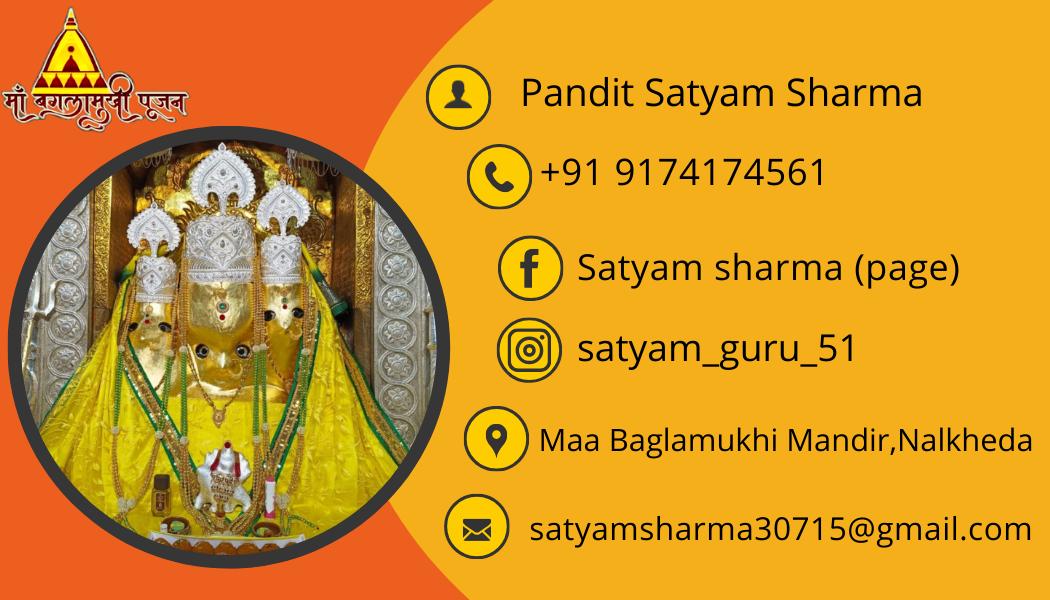 माँ बगलामुखी पूजन
Pandit Satyam Sharma
+91 9174174561
Satyam sharma (page)
satyam_guru_51
Maa Baglamukhi Mandir,Nalkheda
satyamsharma30715@gmail.com